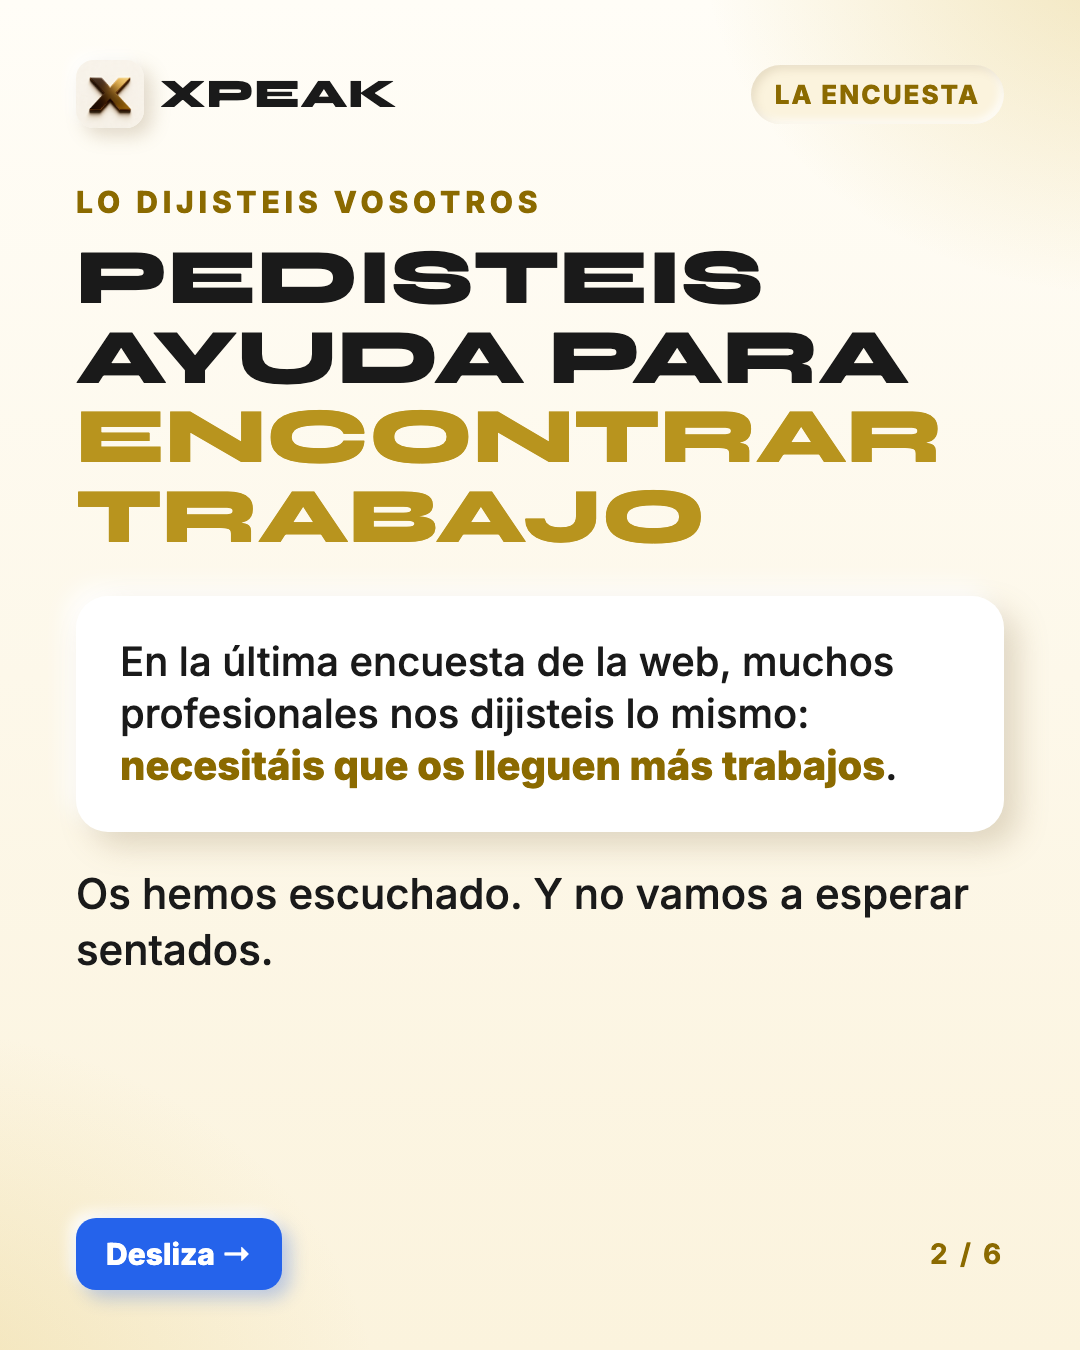 XPEAK
LA ENCUESTA
LO DIJISTEIS VOSOTROS
PEDISTEIS
AYUDA PARA
ENCONTRAR
TRABAJO
En la última encuesta de la web, muchos
profesionales nos dijisteis lo mismo:
necesitáis que os lleguen más trabajos.
Os hemos escuchado. Y no vamos a esperar
sentados.
Desliza →
2 / 6